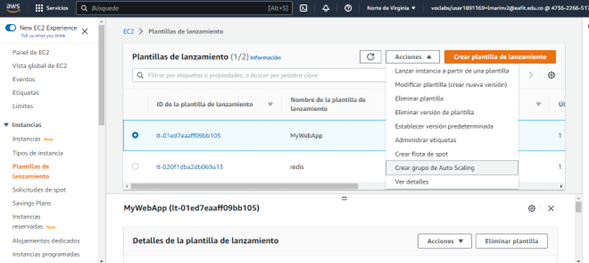 aws
Servicios
Búsqueda
[Alt+S]
Norte de Virginia
voclabs/user1891169=lmarinv2@eafit.edu.co @ 4736-2266-517
New EC2 Experience
Tell us what you think
Panel de EC2
Vista global de EC2
Eventos
Etiquetas
Límites
Instancias
Instancias New
Tipos de instancia
Plantillas de
lanzamiento
Solicitudes de spot
Savings Plans
Instancias
reservadas New
Alojamientos dedicados
Instancias programadas
EC2 > Plantillas de lanzamiento
Plantillas de lanzamiento (1/2) Información
Acciones
Crear plantilla de lanzamiento
Filtrar por etiquetas o propiedades, o buscar por palabra clave
Lanzar instancia a partir de una plantilla
Modificar plantilla (crear nueva versión)
Eliminar plantilla
Eliminar versión de plantilla
Establecer versión predeterminada
Administrar etiquetas
Crear flota de spot
Crear grupo de Auto Scaling
Ver detalles
ID de la plantilla de lanzamiento
Nombre de la plantilla de
lanzamiento
lt-01ed7eaaff09bb105
MyWebApp
1
lt-020f1dba2db069a13
redis
1
MyWebApp (lt-01ed7eaaff09bb105)
Detalles de la plantilla de lanzamiento
Acciones
Eliminar plantilla